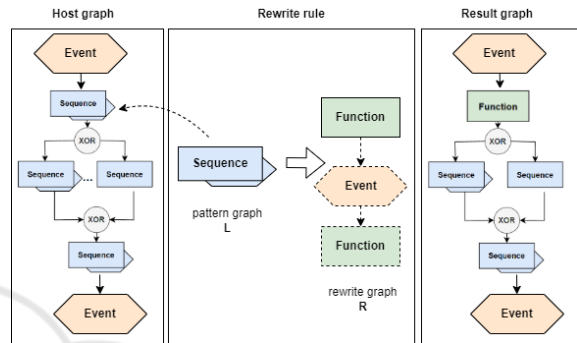 Host graph
Rewrite rule
Result graph
Event
Sequence
XOR
Sequence
...
Sequence
XOR
Sequence
Event
Sequence
pattern graph
L
Function
Event
Function
rewrite graph
R
Event
Function
XOR
Sequence
Sequence
XOR
Sequence
Event